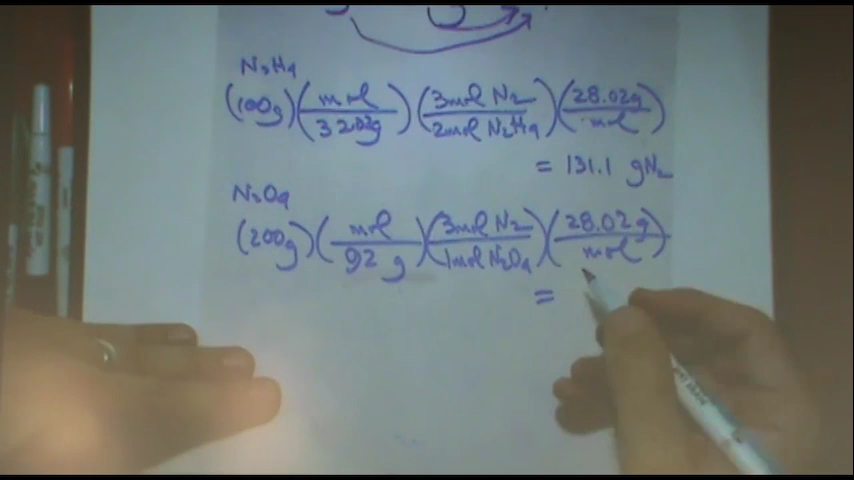 N₂H₄
(100g)(mol/32.02g)(3mol N₂/2mol N₂H₄)(28.02g/mol)
= 131.1 gN₂
N₂O₄
(200g)(mol/92 g)(3mol N₂/1mol N₂O₄)(28.02 g/mol)
=